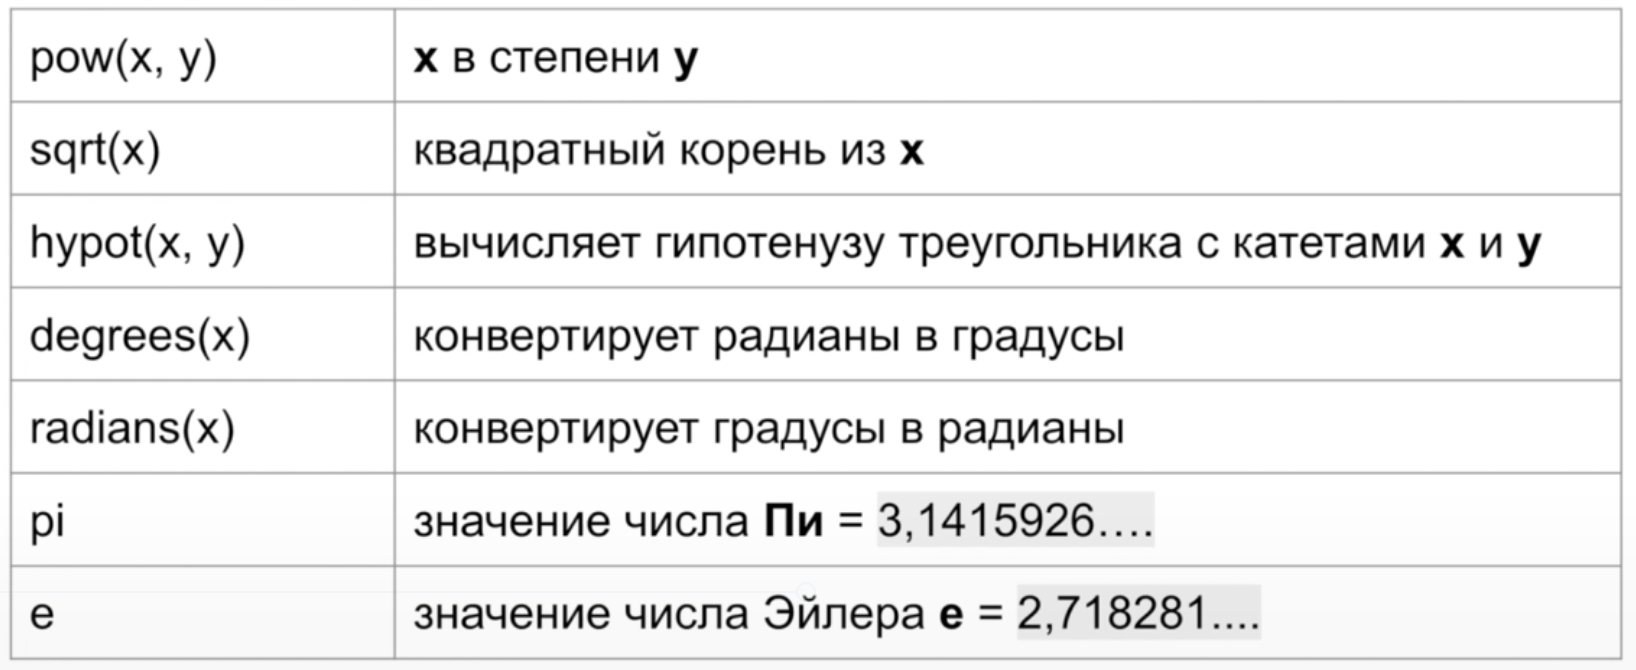 pow(x, y) x в степени y
sqrt(x) квадратный корень из x
hypot(x, y) вычисляет гипотенузу треугольника с катетами x и y
degrees(x) конвертирует радианы в градусы
radians(x) конвертирует градусы в радианы
pi значение числа Пи = 3,1415926....
e значение числа Эйлера e = 2,718281....